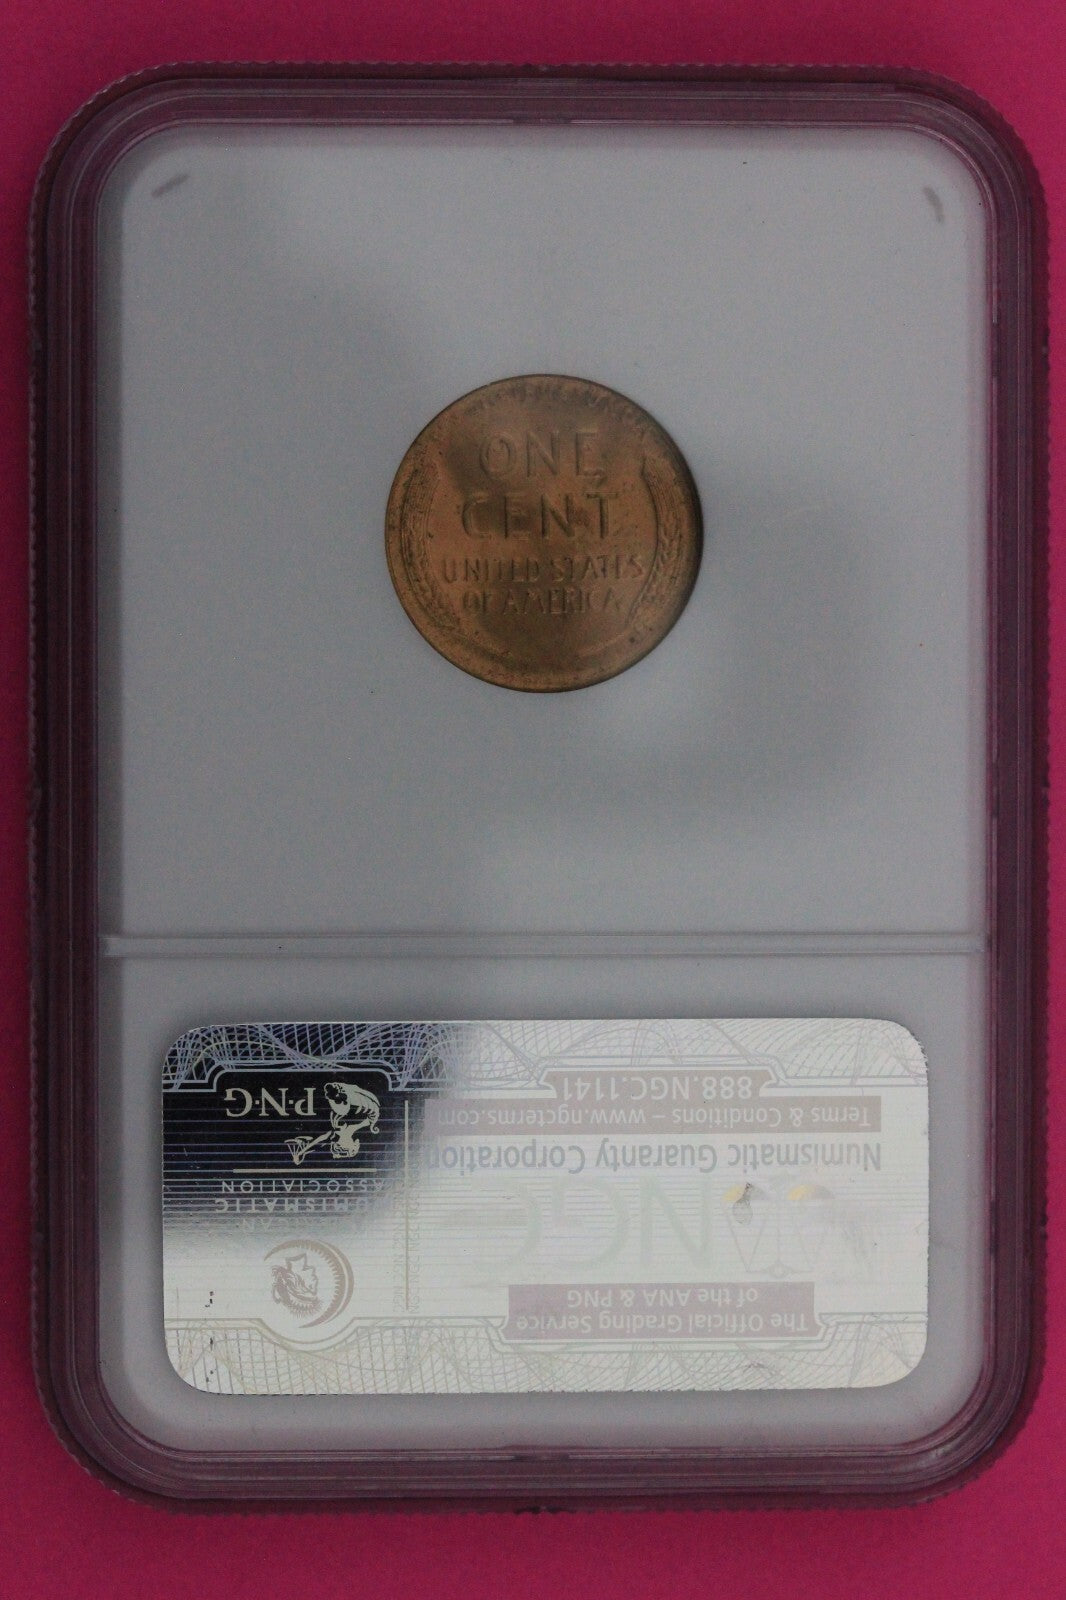 ONE
CENT
UNITED STATES
OF AMERICA
The Official Grading Service
of the ANA & PNG
NGC
Numismatic Guaranty Corporation
Terms & Conditions – www.ngcterms.com
888.NGC.1141
NUMISMATIC
ASSOCIATION
P·N·G